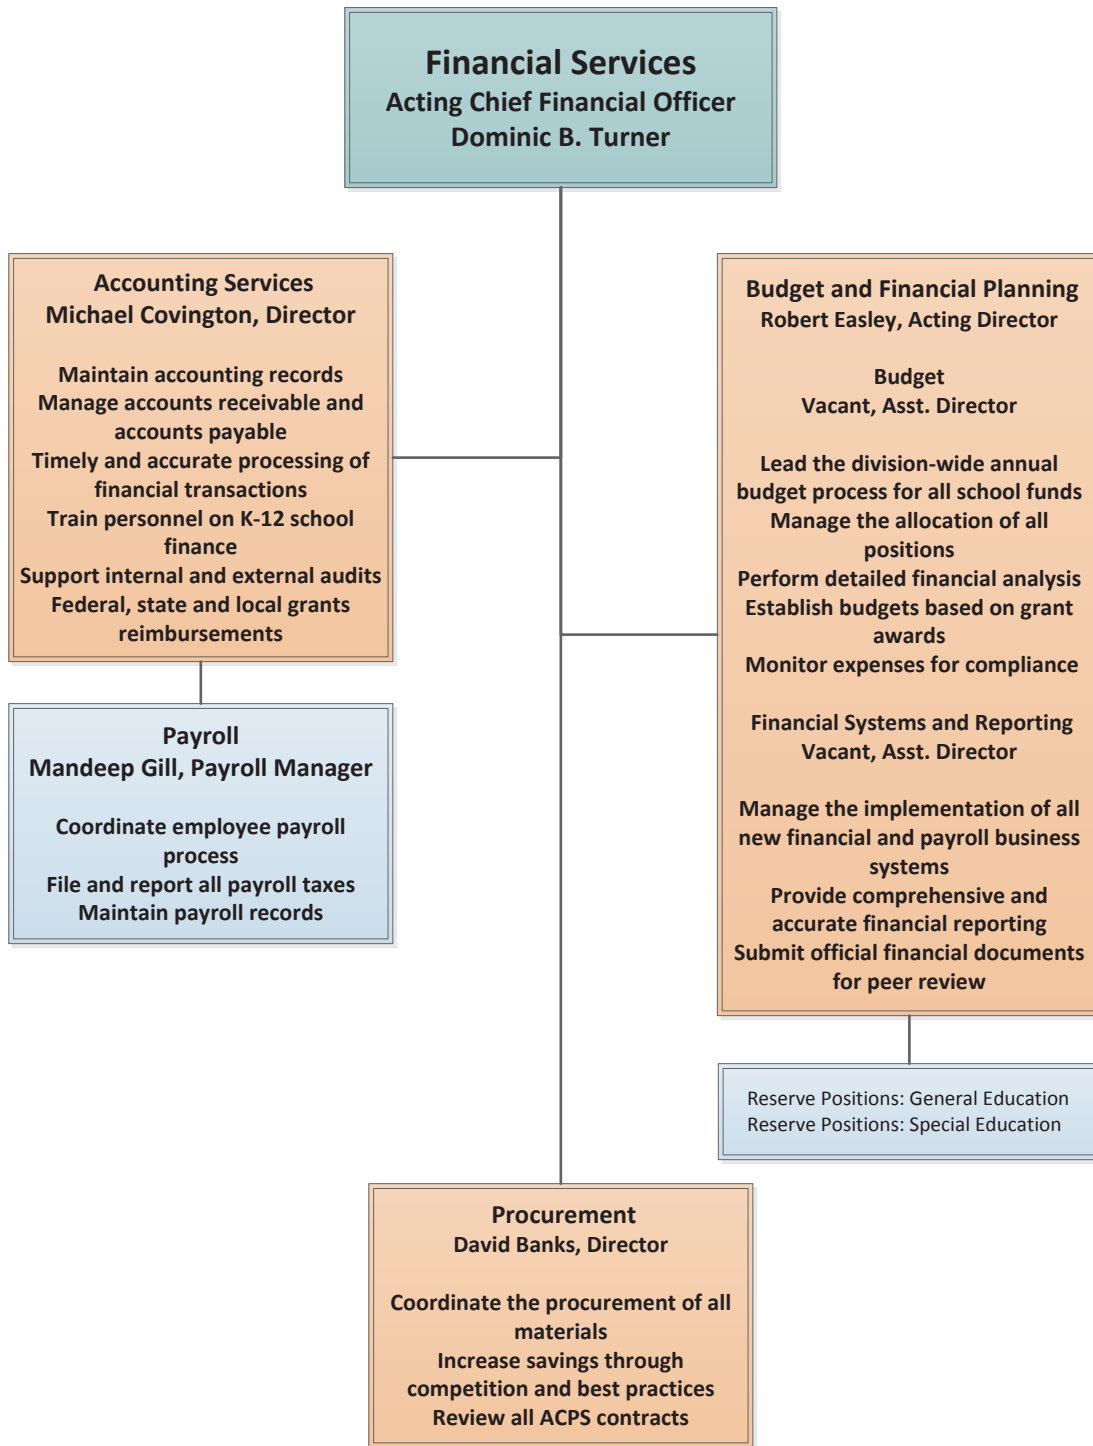 Financial Services
Acting Chief Financial Officer
Dominic B. Turner
Accounting Services
Michael Covington, Director
Maintain accounting records
Manage accounts receivable and
accounts payable
Timely and accurate processing of
financial transactions
Train personnel on K-12 school
finance
Support internal and external audits
Federal, state and local grants
reimbursements
Payroll
Mandeep Gill, Payroll Manager
Coordinate employee payroll
process
File and report all payroll taxes
Maintain payroll records
Budget and Financial Planning
Robert Easley, Acting Director
Budget
Vacant, Asst. Director
Lead the division-wide annual
budget process for all school funds
Manage the allocation of all
positions
Perform detailed financial analysis
Establish budgets based on grant
awards
Monitor expenses for compliance
Financial Systems and Reporting
Vacant, Asst. Director
Manage the implementation of all
new financial and payroll business
systems
Provide comprehensive and
accurate financial reporting
Submit official financial documents
for peer review
Reserve Positions: General Education
Reserve Positions: Special Education
Procurement
David Banks, Director
Coordinate the procurement of all
materials
Increase savings through
competition and best practices
Review all ACPS contracts